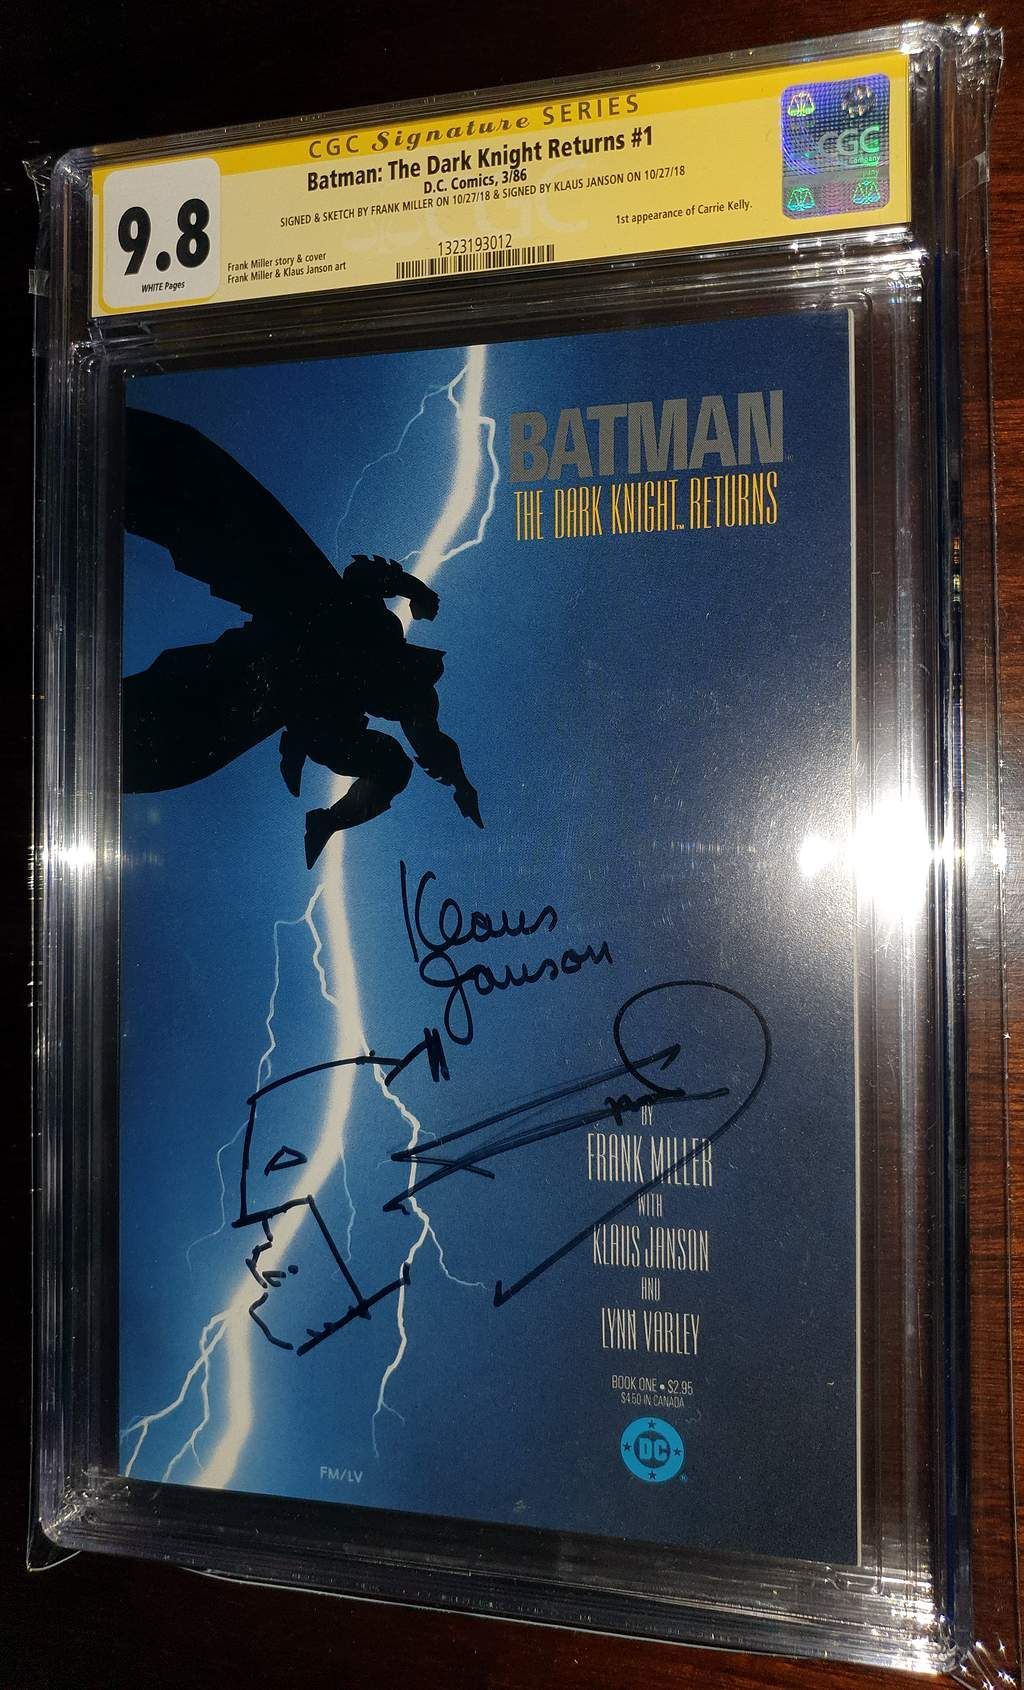 CGC Signature SERIES
Batman: The Dark Knight Returns #1
D.C. Comics, 3/86
SIGNED & SKETCH BY FRANK MILLER ON 10/27/18 & SIGNED BY KLAUS JANSON ON 10/27/18
9.8
WHITE Pages
Frank Miller story & cover
Frank Miller & Klaus Janson art
1323193012
1st appearance of Carrie Kelly.
CGC
Company
BATMAN
THE DARK KNIGHT™ RETURNS
Klaus
Janson
BY
FRANK MILLER
WITH
KLAUS JANSON
AND
LYNN VARLEY
BOOK ONE • $2.95
$4.50 IN CANADA
DC
FM/LV